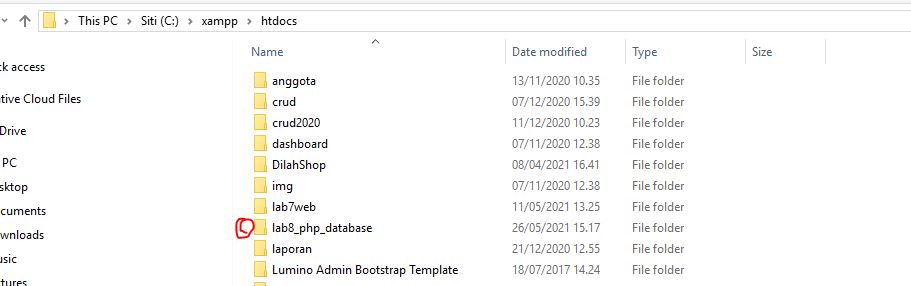 This PC > Siti (C:) > xampp > htdocs
Name Date modified Type Size
ck access
anggota 13/11/2020 10.35 File folder
ative Cloud Files
crud 07/12/2020 15.39 File folder
crud2020 11/12/2020 10.23 File folder
Drive
dashboard 07/11/2020 12.38 File folder
PC
DilahShop 08/04/2021 16.41 File folder
sktop
img 07/11/2020 12.38 File folder
cuments
lab7web 11/05/2021 13.25 File folder
wnloads
lab8_php_database 26/05/2021 15.17 File folder
usic
laporan 21/12/2020 12.55 File folder
tures
Lumino Admin Bootstrap Template 18/07/2017 14.24 File folder